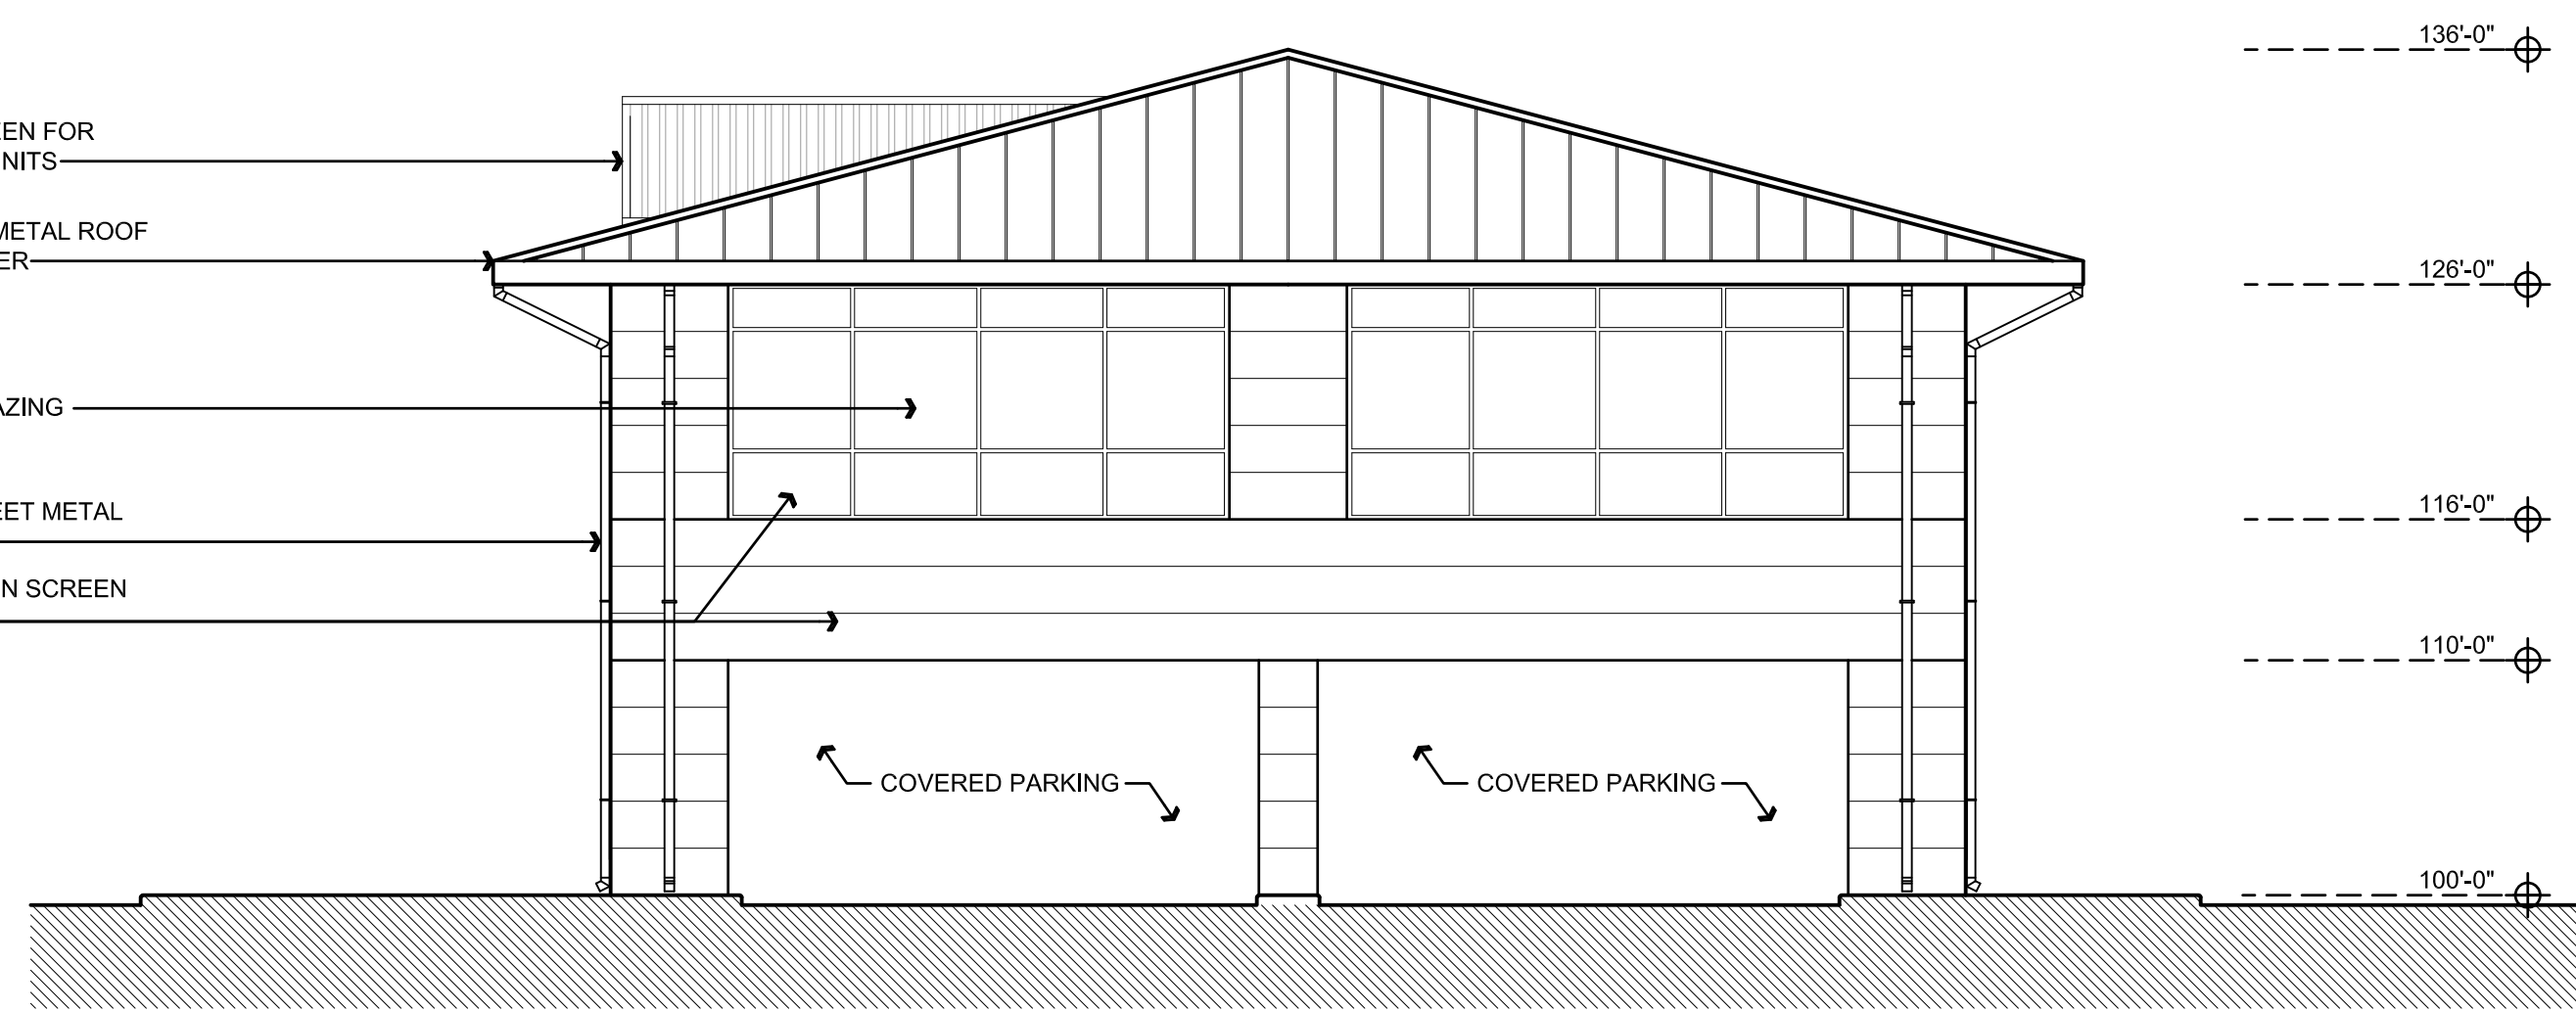 136'-0"
EEN FOR
NITS
METAL ROOF
ER
126'-0"
AZING
EET METAL
116'-0"
N SCREEN
110'-0"
COVERED PARKING
COVERED PARKING
100'-0"